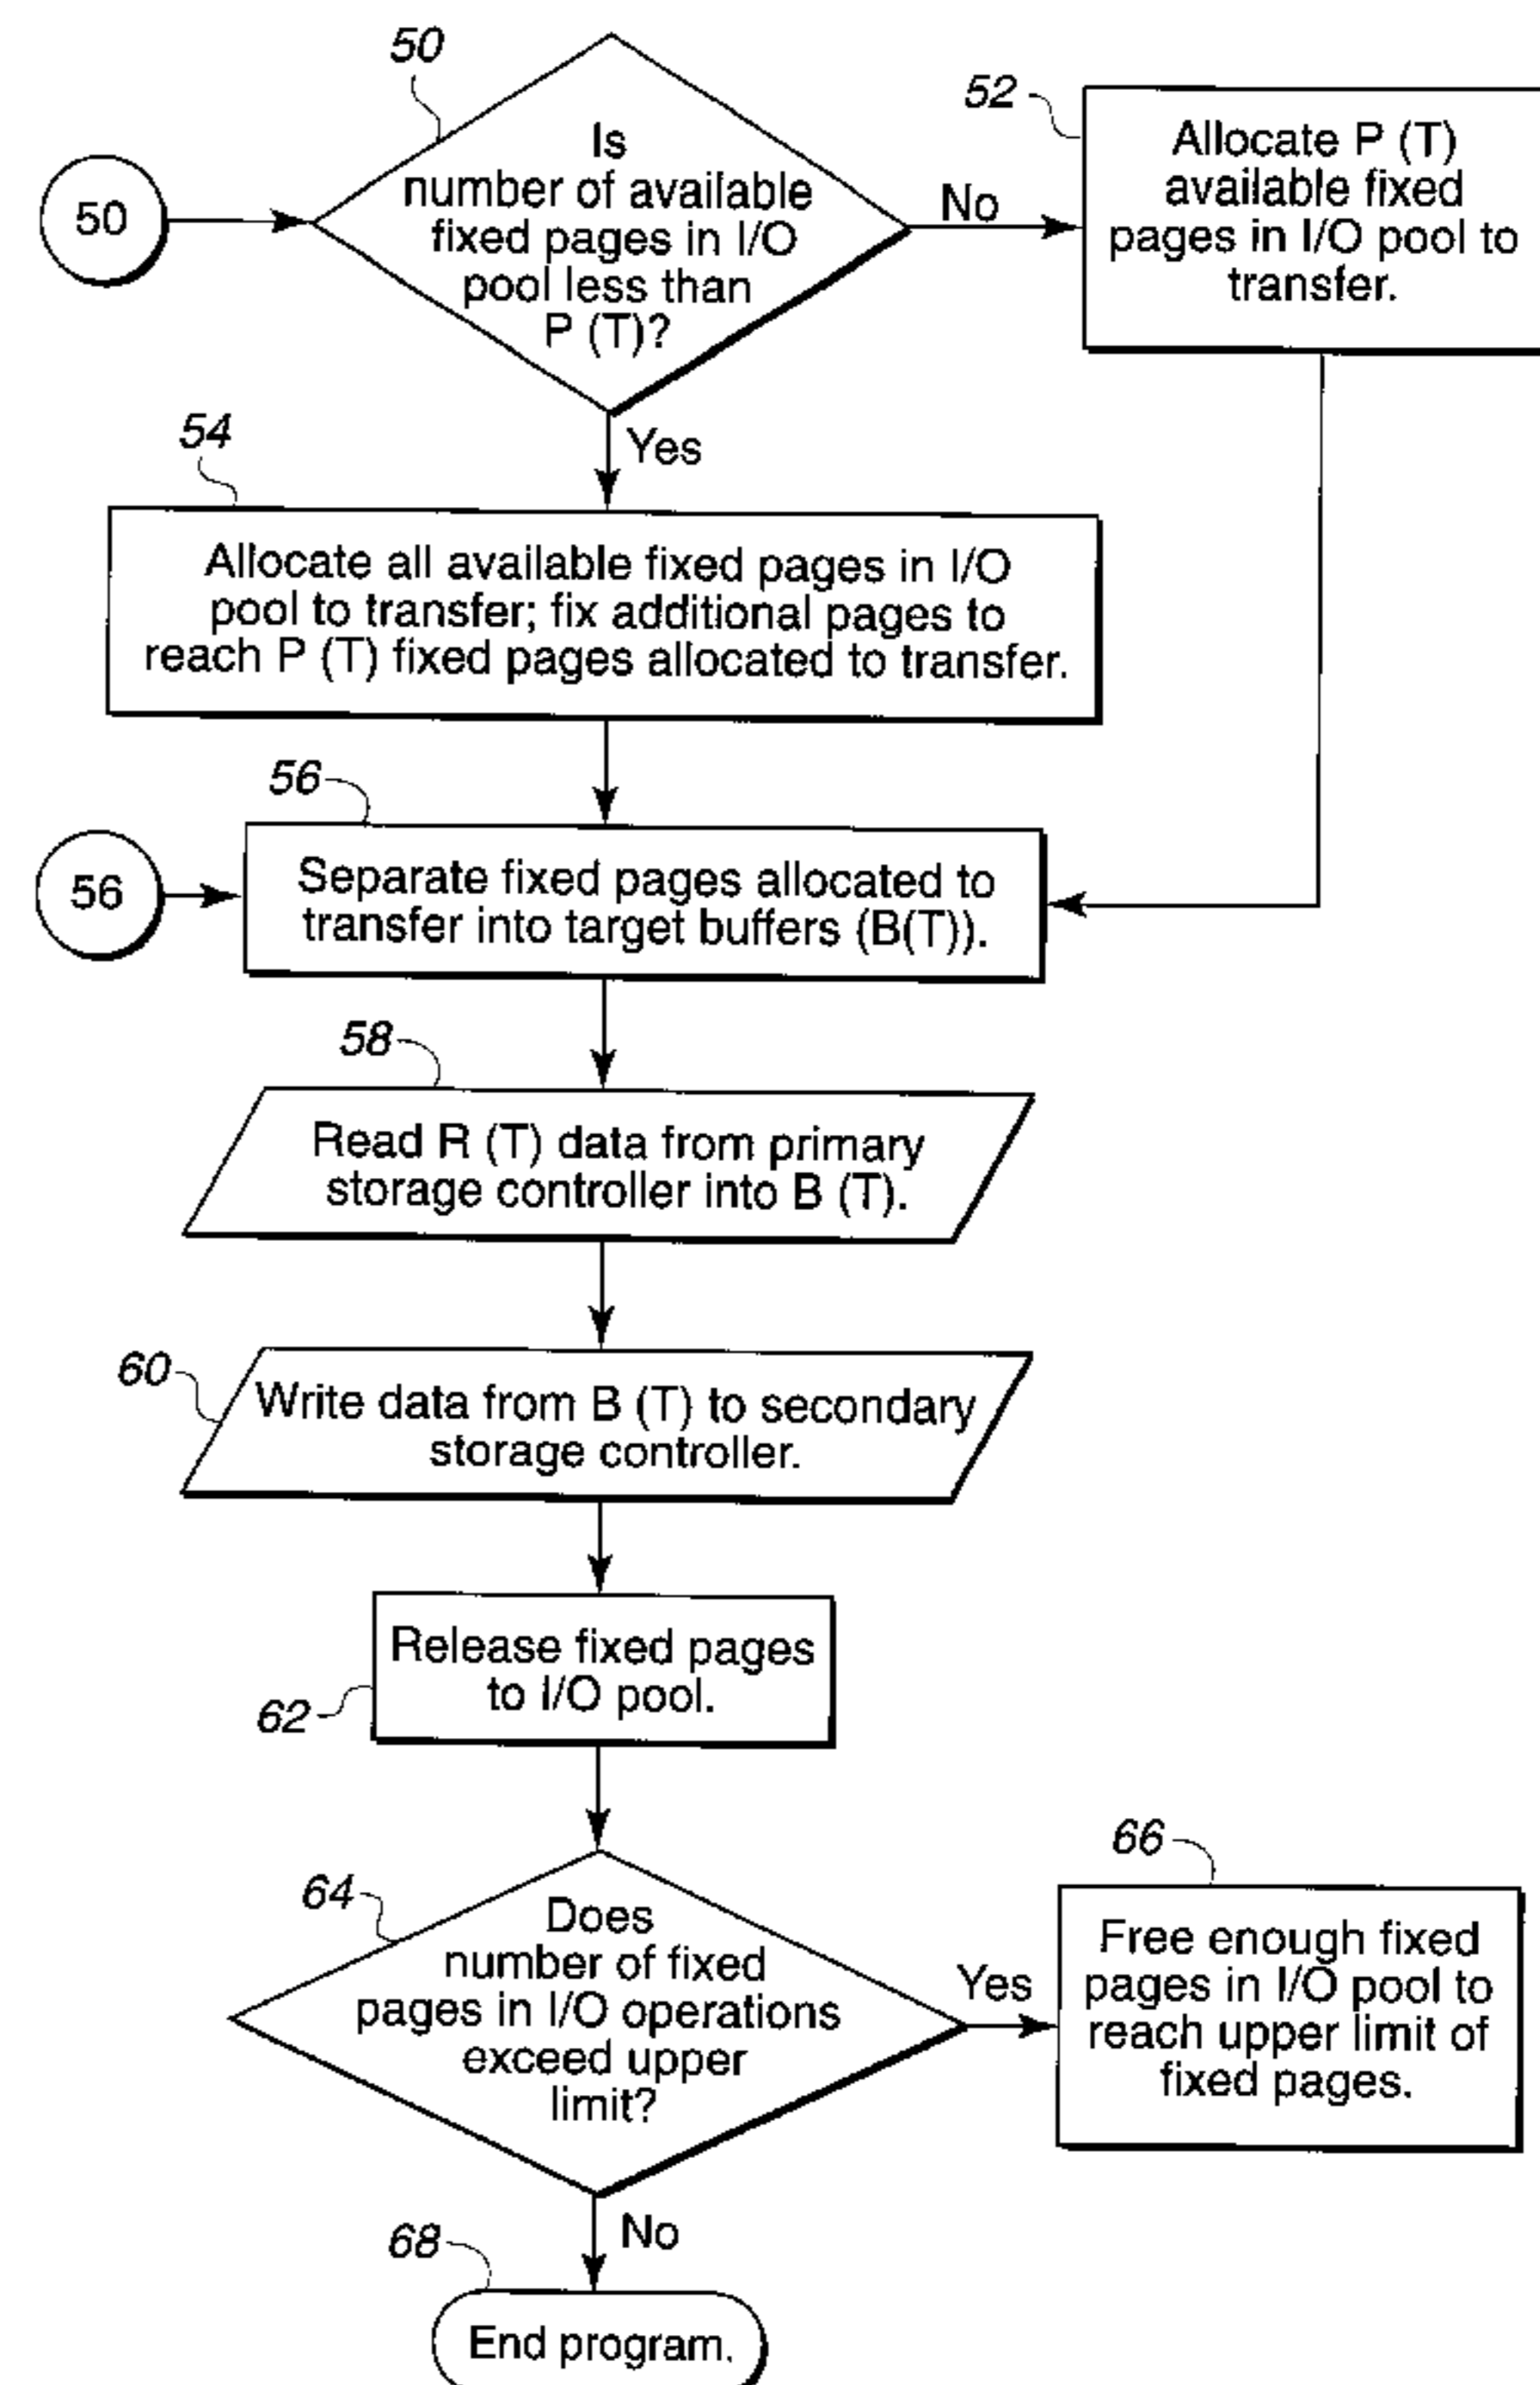 50
50
Is
number of available
fixed pages in I/O
pool less than
P (T)?
No
52
Allocate P (T)
available fixed
pages in I/O pool to
transfer.
Yes
54
Allocate all available fixed pages in I/O
pool to transfer; fix additional pages to
reach P (T) fixed pages allocated to transfer.
56
56
Separate fixed pages allocated to
transfer into target buffers (B(T)).
58
Read R (T) data from primary
storage controller into B (T).
60
Write data from B (T) to secondary
storage controller.
Release fixed pages
to I/O pool.
62
64
Does
number of fixed
pages in I/O operations
exceed upper
limit?
Yes
66
Free enough fixed
pages in I/O pool to
reach upper limit of
fixed pages.
No
68
End program.